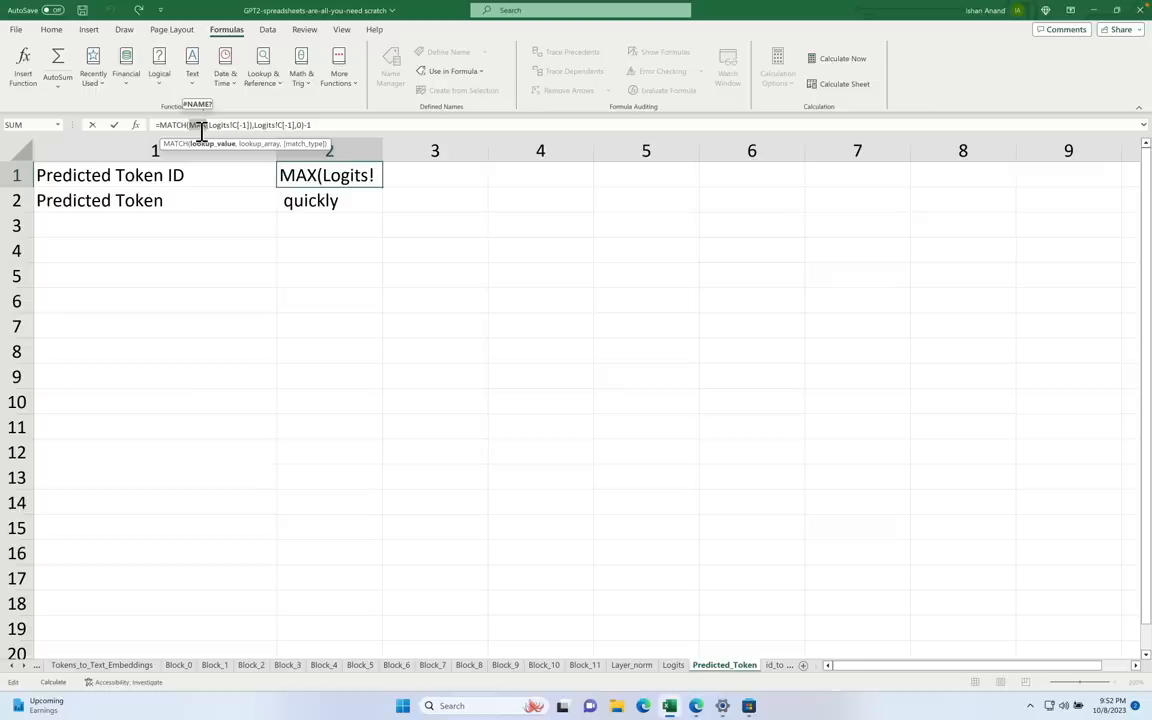 AutoSave Off GPT2-spreadsheets-are-all-you-need scratch Search Ishan Anand IA
File Home Insert Draw Page Layout Formulas Data Review View Help Comments Share
fx Insert Function
AutoSum
Recently Used
Financial
Logical
Text
Date & Time
Lookup & Reference
Math & Trig
More Functions
Name Manager
Define Name
Use in Formula
Create from Selection
Defined Names
Trace Precedents
Trace Dependents
Remove Arrows
Show Formulas
Error Checking
Evaluate Formula
Formula Auditing
Watch Window
Calculation Options
Calculate Now
Calculate Sheet
Calculation
#NAME?
SUM fx =MATCH(MAX(Logits!C[-1]),Logits!C[-1],0)-1
MATCH(lookup_value, lookup_array, [match_type])
1 2 3 4 5 6 7 8 9
1 Predicted Token ID MAX(Logits!
2 Predicted Token quickly
3
4
5
6
7
8
9
10
11
12
13
14
15
16
17
18
19
20
... Tokens_to_Text_Embeddings Block_0 Block_1 Block_2 Block_3 Block_4 Block_5 Block_6 Block_7 Block_8 Block_9 Block_10 Block_11 Layer_norm Logits Predicted_Token id_to ...
Edit Calculate Accessibility: Investigate 200%
Upcoming
Earnings
Search
9:52 PM
10/8/2023
2